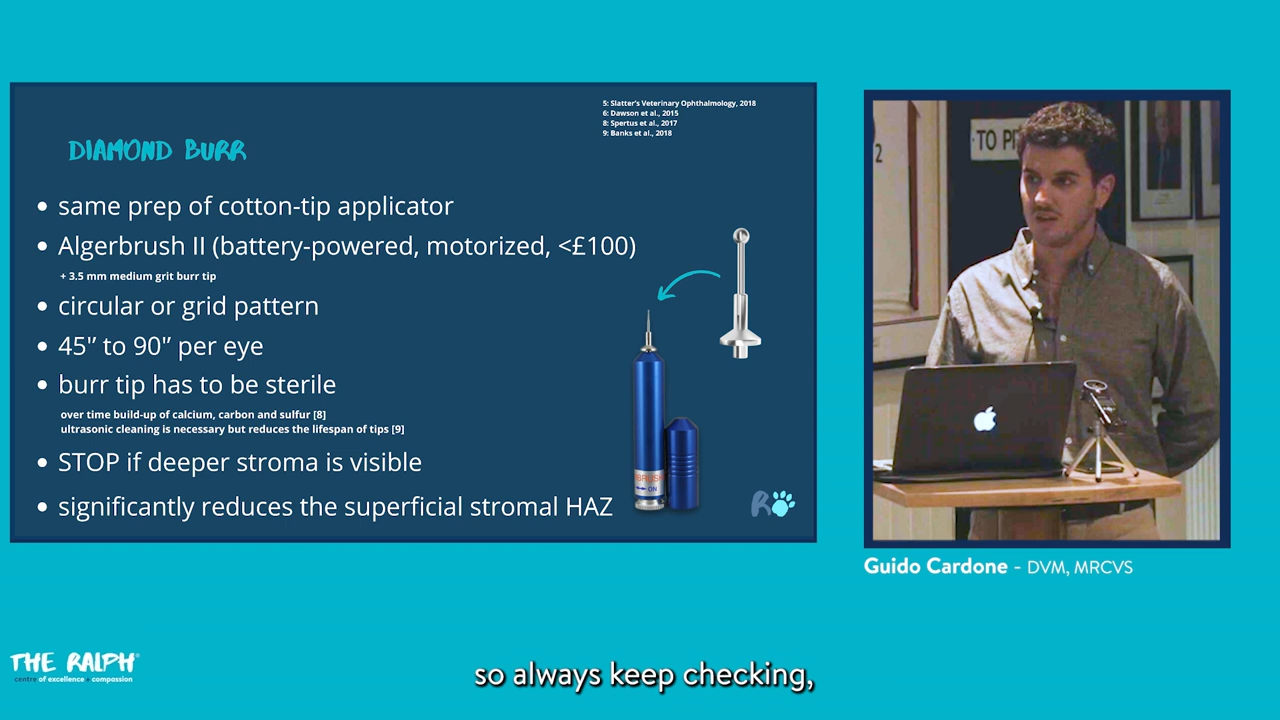 5: Slatter's Veterinary Ophthalmology, 2018
6: Dawson et al., 2015
8: Spertus et al., 2017
9: Banks et al., 2018
DIAMOND BURR
• same prep of cotton-tip applicator
• Algerbrush II (battery-powered, motorized, <£100)
+ 3.5 mm medium grit burr tip
• circular or grid pattern
• 45” to 90” per eye
• burr tip has to be sterile
over time build-up of calcium, carbon and sulfur [8]
ultrasonic cleaning is necessary but reduces the lifespan of tips [9]
• STOP if deeper stroma is visible
• significantly reduces the superficial stromal HAZ
ON
R
TO PR
2
Guido Cardone - DVM, MRCVS
THE RALPH®
centre of excellence + compassion
so always keep checking,